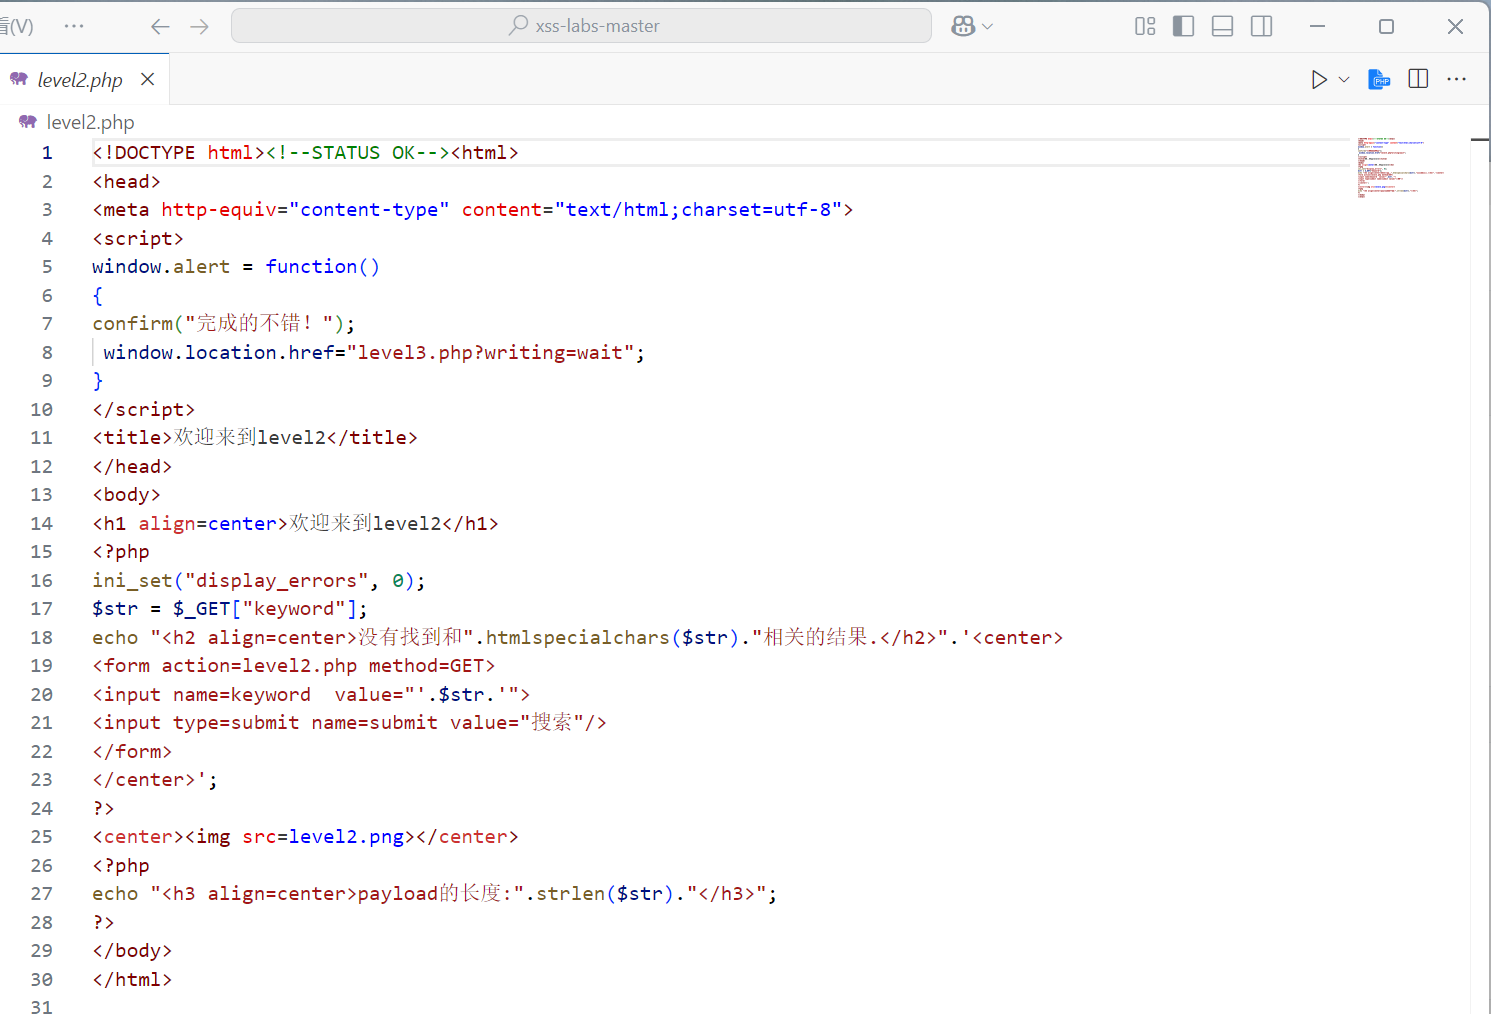 看(V) ···
xss-labs-master
level2.php
level2.php
1 <!DOCTYPE html><!--STATUS OK--><html>
2 <head>
3 <meta http-equiv="content-type" content="text/html;charset=utf-8">
4 <script>
5 window.alert = function()
6 {
7 confirm("完成的不错！");
8  window.location.href="level3.php?writing=wait";
9 }
10 </script>
11 <title>欢迎来到level2</title>
12 </head>
13 <body>
14 <h1 align=center>欢迎来到level2</h1>
15 <?php
16 ini_set("display_errors", 0);
17 $str = $_GET["keyword"];
18 echo "<h2 align=center>没有找到和".htmlspecialchars($str)."相关的结果.</h2>".'<center>
19 <form action=level2.php method=GET>
20 <input name=keyword  value="'.$str.'">
21 <input type=submit name=submit value="搜索"/>
22 </form>
23 </center>';
24 ?>
25 <center><img src=level2.png></center>
26 <?php
27 echo "<h3 align=center>payload的长度:".strlen($str)."</h3>";
28 ?>
29 </body>
30 </html>
31